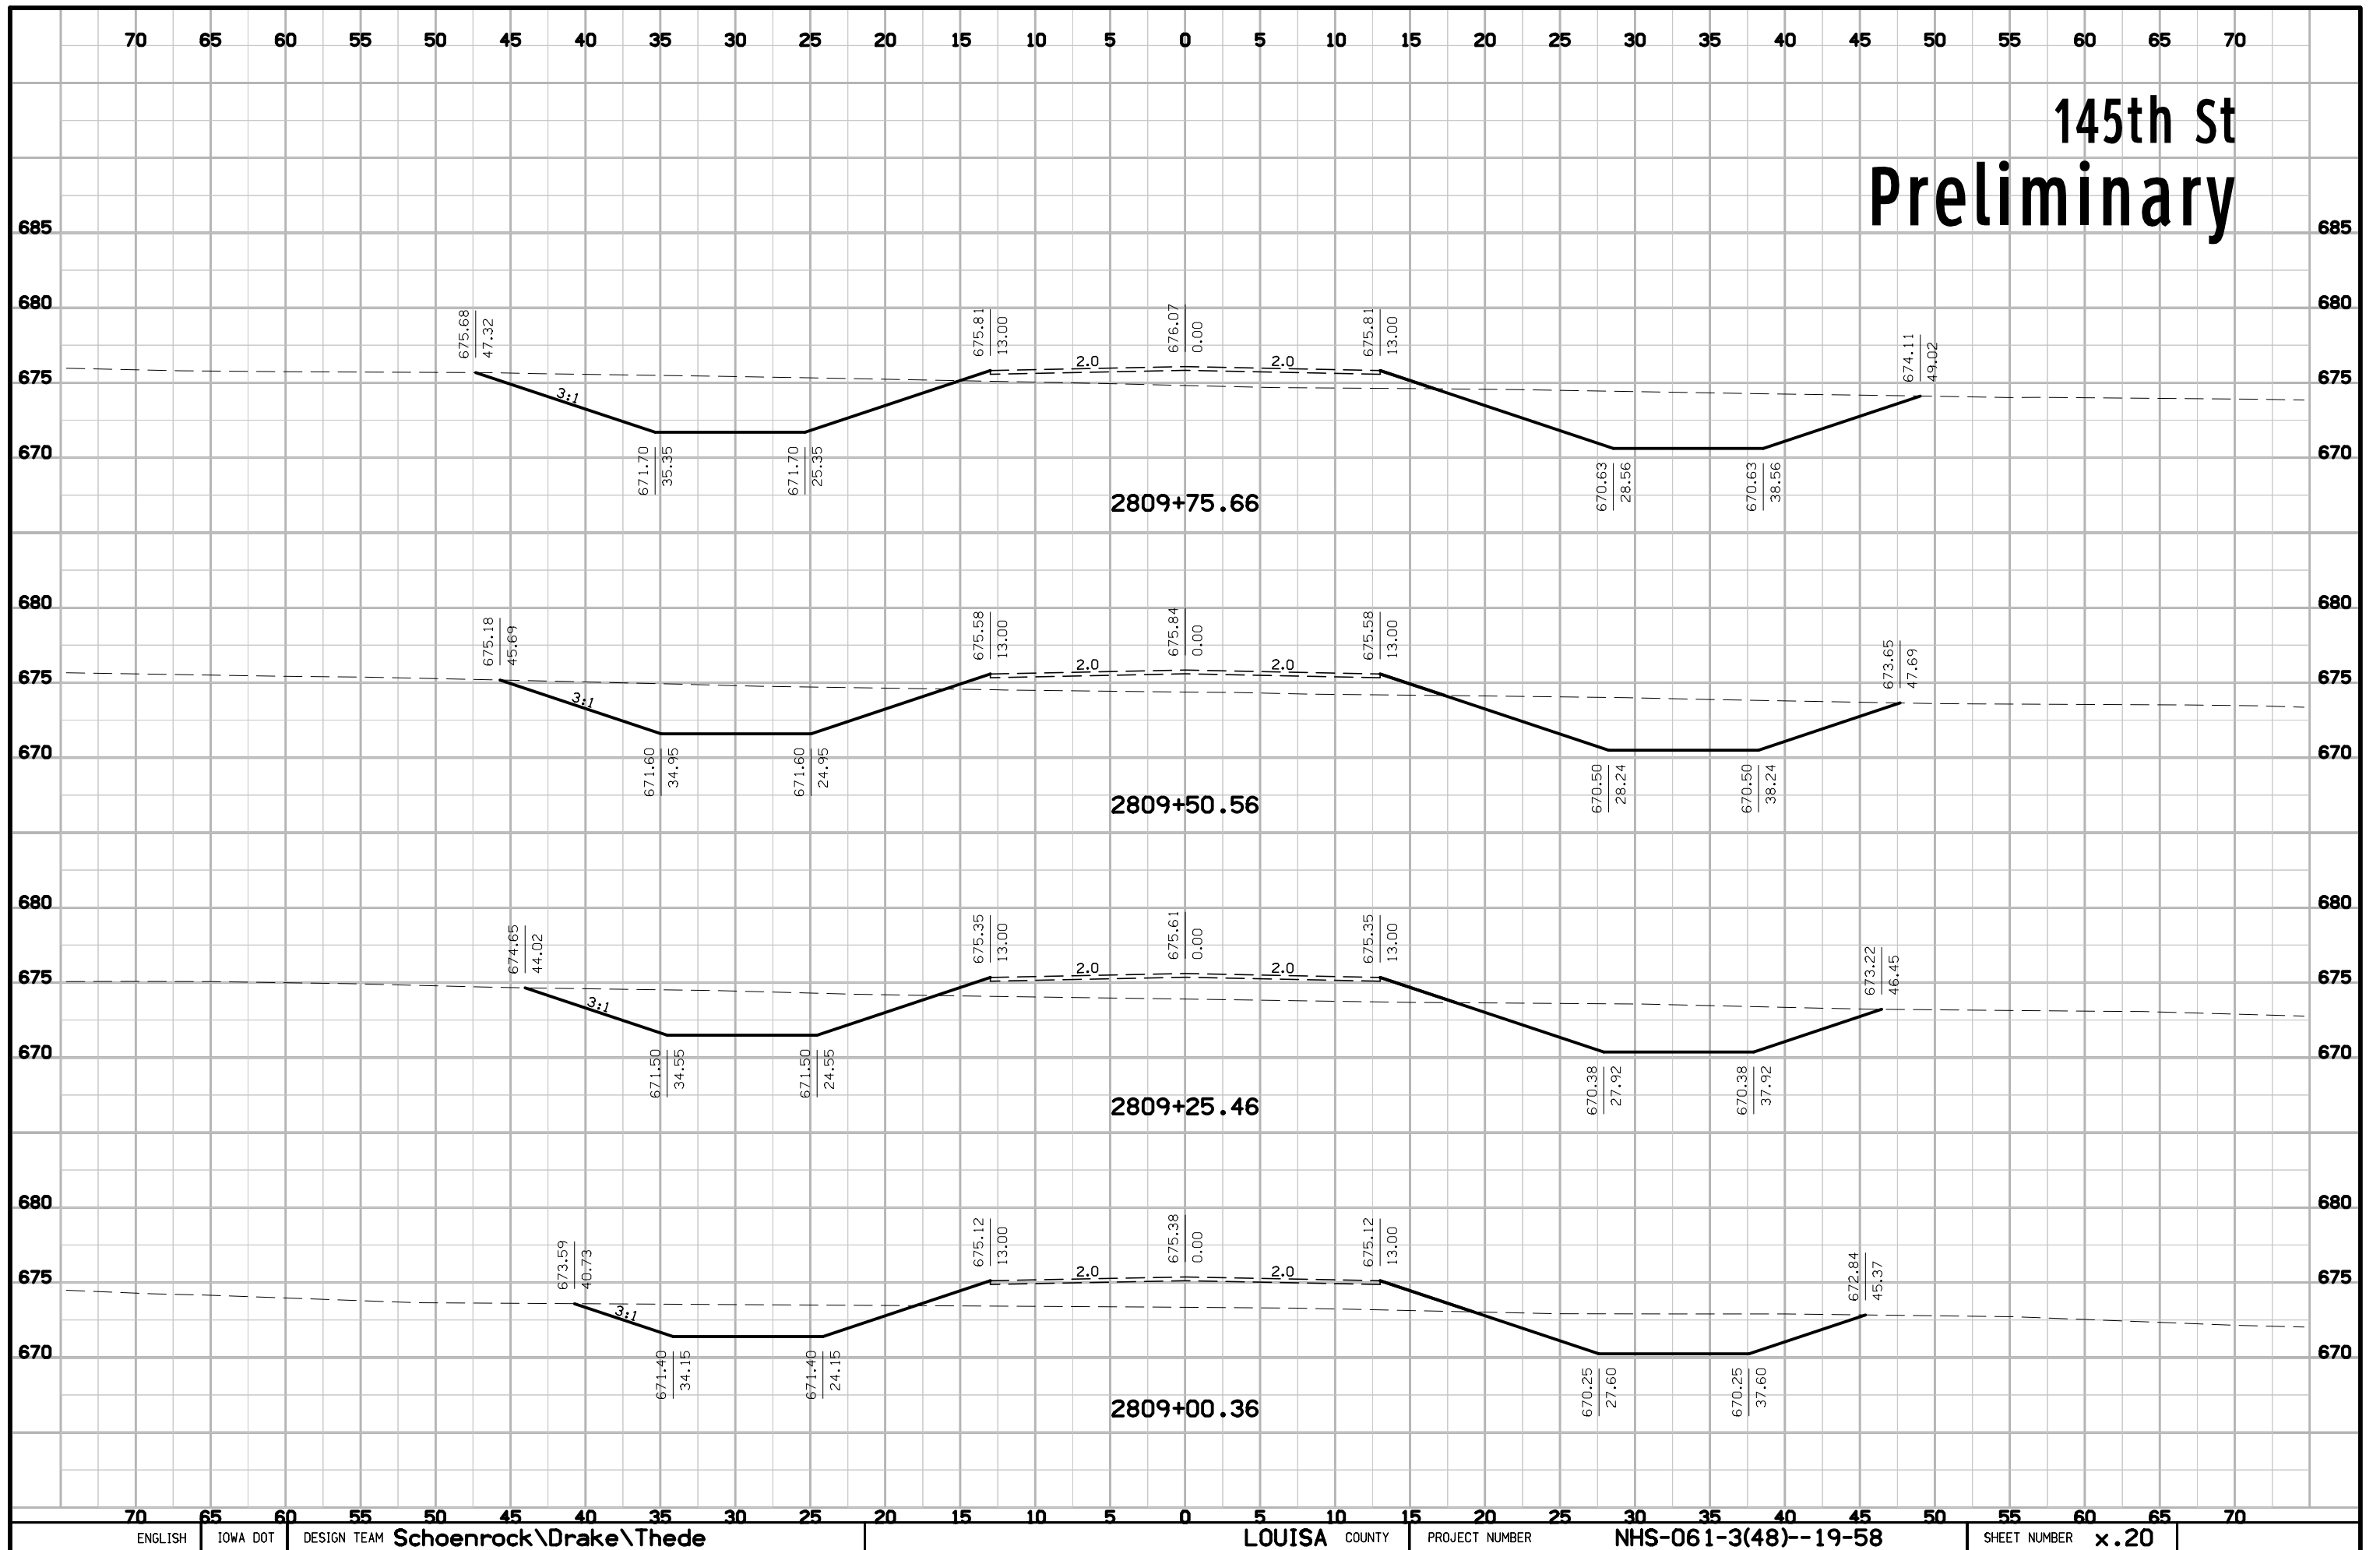 70 65 60 55 50 45 40 35 30 25 20 15 10 5 0 5 10 15 20 25 30 35 40 45 50 55 60 65 70
145th St
Preliminary
685 685
680 680
675.68 47.32 675.81 13.00 676.07 0.00 675.81 13.00 674.11 49.02
675 3:1 2.0 2.0 675
670 670
671.70 35.35 671.70 25.35 670.63 28.56 670.63 38.56
2809+75.66
680 680
675.18 45.69 675.58 13.00 675.84 0.00 675.58 13.00 673.65 47.69
675 3:1 2.0 2.0 675
670 670
671.60 34.95 671.60 24.95 670.50 28.24 670.50 38.24
2809+50.56
680 680
674.65 44.02 675.35 13.00 675.61 0.00 675.35 13.00 673.22 46.45
675 3:1 2.0 2.0 675
670 670
671.50 34.55 671.50 24.55 670.38 27.92 670.38 37.92
2809+25.46
680 680
673.59 40.73 675.12 13.00 675.38 0.00 675.12 13.00 672.84 45.37
675 3:1 2.0 2.0 675
670 670
671.40 34.15 671.40 24.15 670.25 27.60 670.25 37.60
2809+00.36
70 65 60 55 50 45 40 35 30 25 20 15 10 5 0 5 10 15 20 25 30 35 40 45 50 55 60 65 70
ENGLISH IOWA DOT DESIGN TEAM Schoenrock\Drake\Thede LOUISA COUNTY PROJECT NUMBER NHS-061-3(48)--19-58 SHEET NUMBER x.20